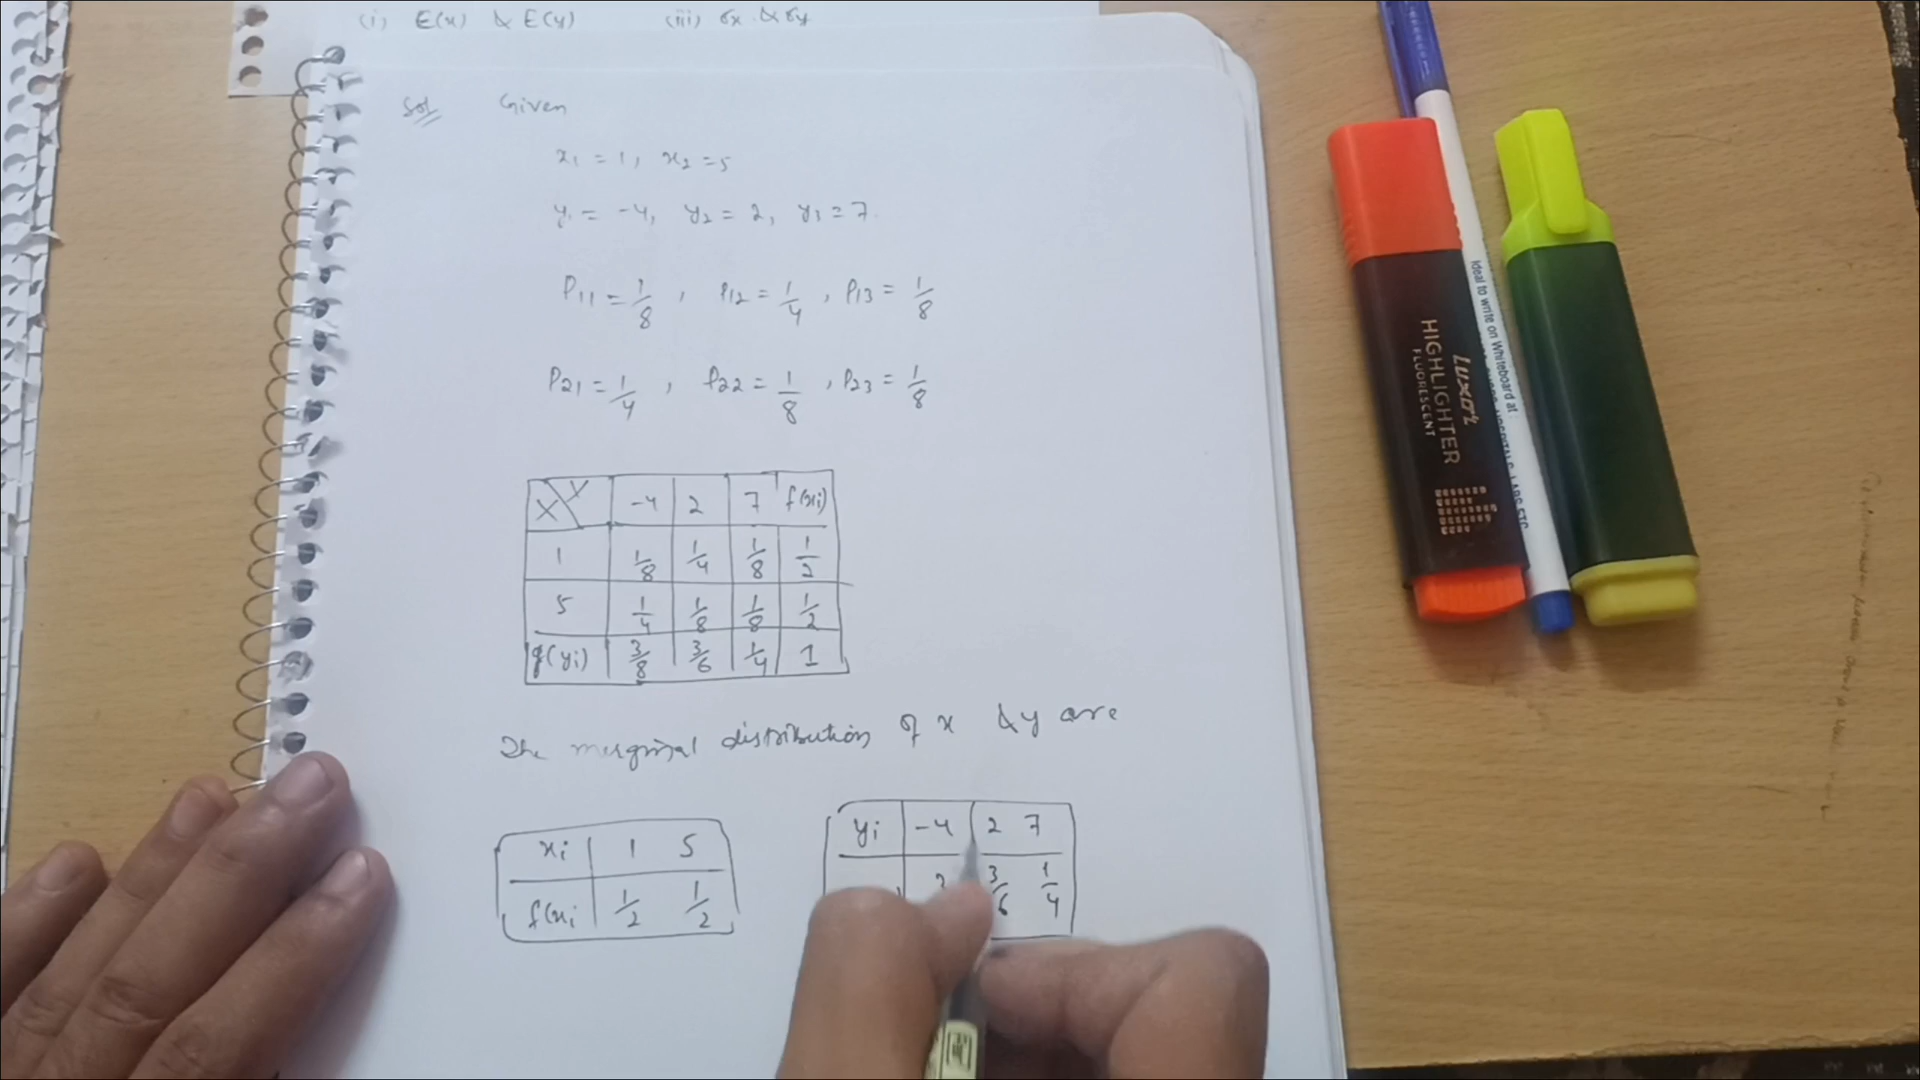 (i) E(x) & E(y) (iii) σx & σy
Sol Given
x1 = 1, x2 = 5
y1 = -4, y2 = 2, y3 = 7.
P11 = 1/8, P12 = 1/4, P13 = 1/8
P21 = 1/4, P22 = 1/8, P23 = 1/8
X Y -4 2 7 f(xi)
1 1/8 1/4 1/8 1/2
5 1/4 1/8 1/8 1/2
g(yi) 3/8 3/6 1/4 1
The marginal distribution of x & y are
xi 1 5
f(xi 1/2 1/2
yi -4 2 7
3 3/6 1/4
Luxor
HIGHLIGHTER
FLUORESCENT
Ideal to write on Whiteboard at